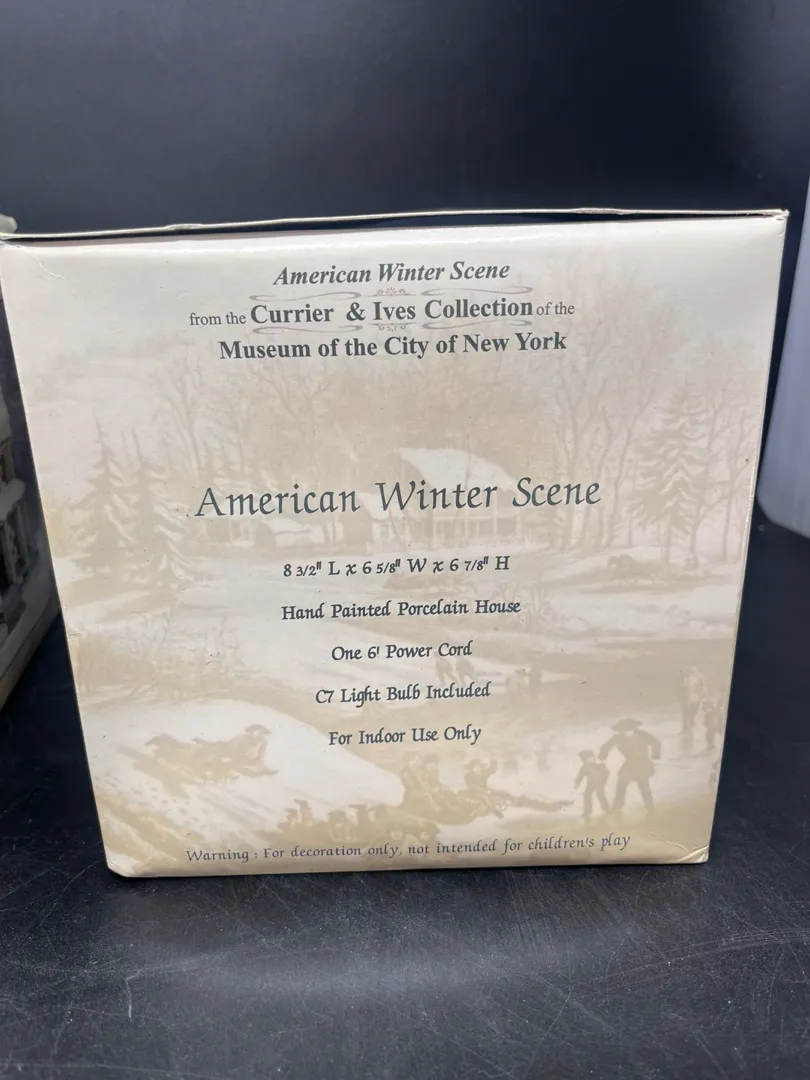 American Winter Scene
from the Currier & Ives Collection of the
Museum of the City of New York
American Winter Scene
8 3/2" L x 6 5/8" W x 6 7/8" H
Hand Painted Porcelain House
One 6' Power Cord
C7 Light Bulb Included
For Indoor Use Only
Warning : For decoration only, not intended for children's play